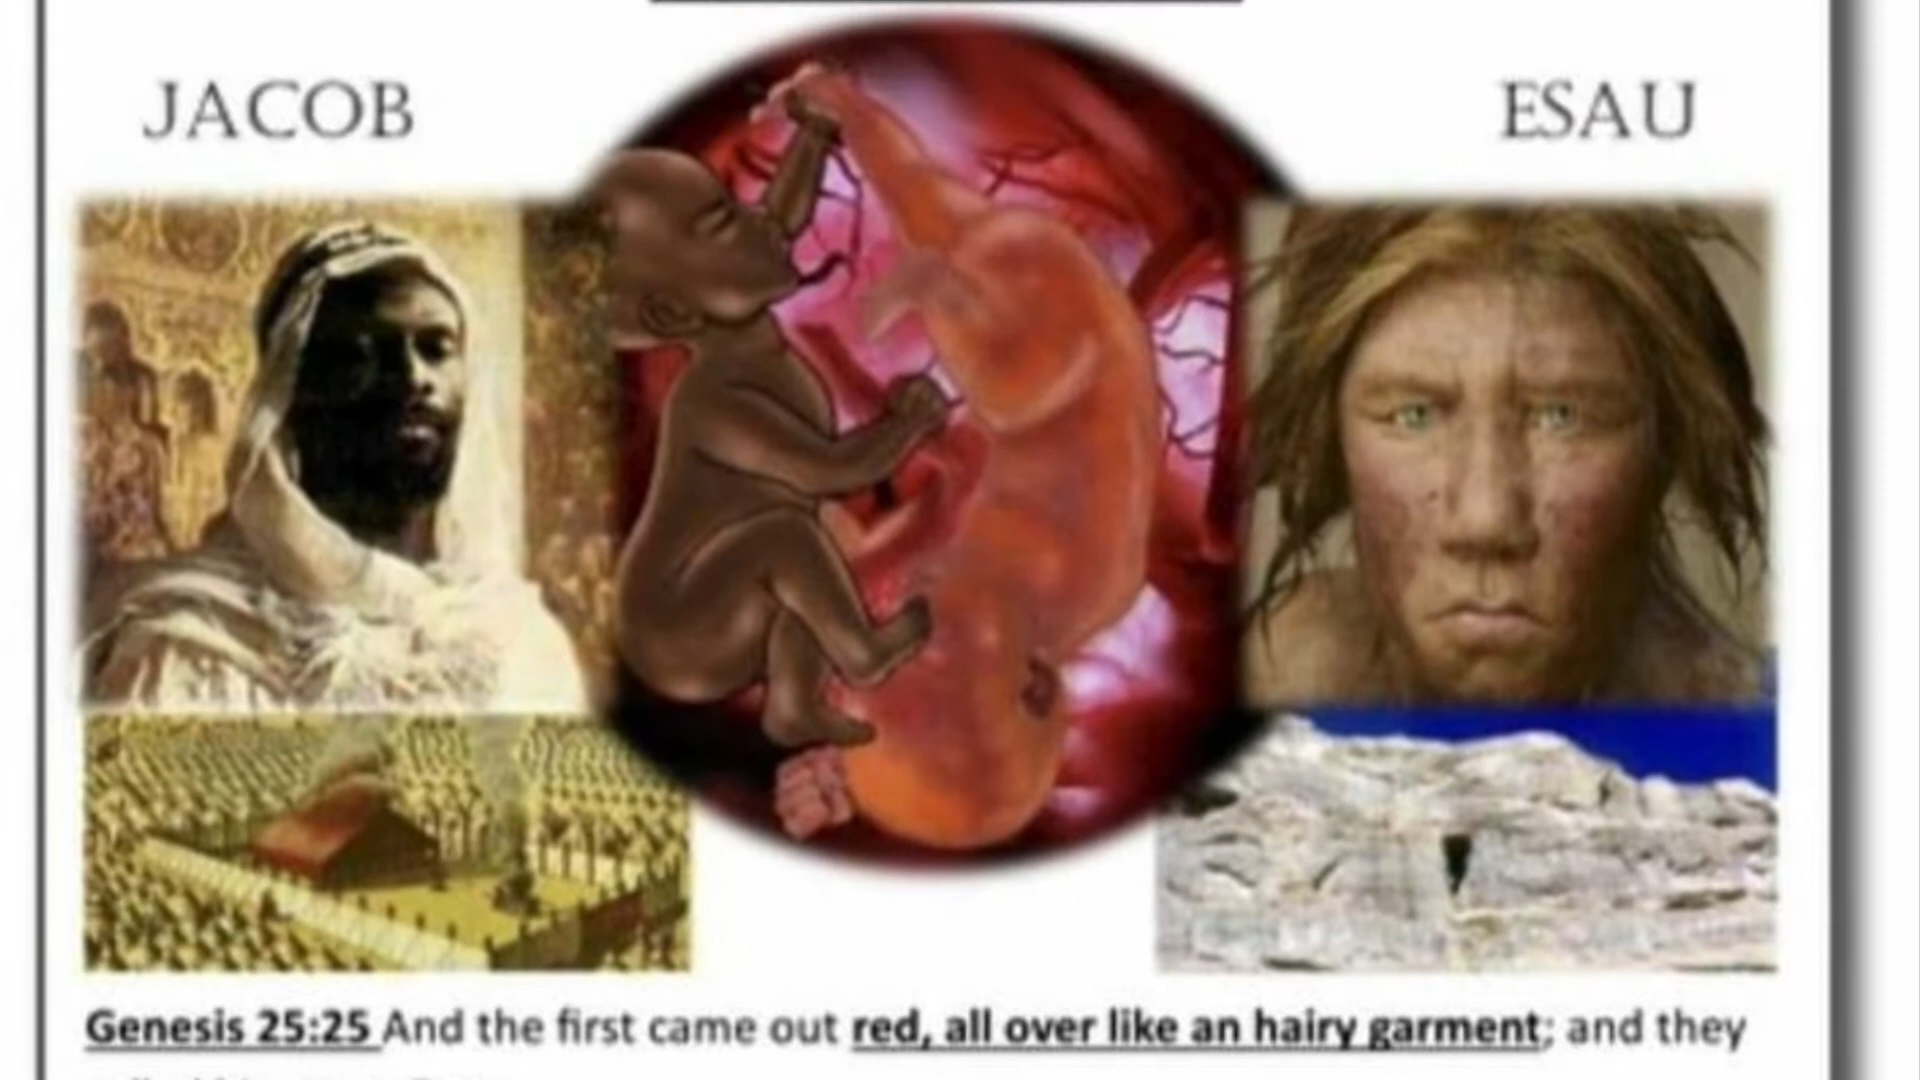 JACOB
ESAU
Genesis 25:25 And the first came out red, all over like an hairy garment; and they